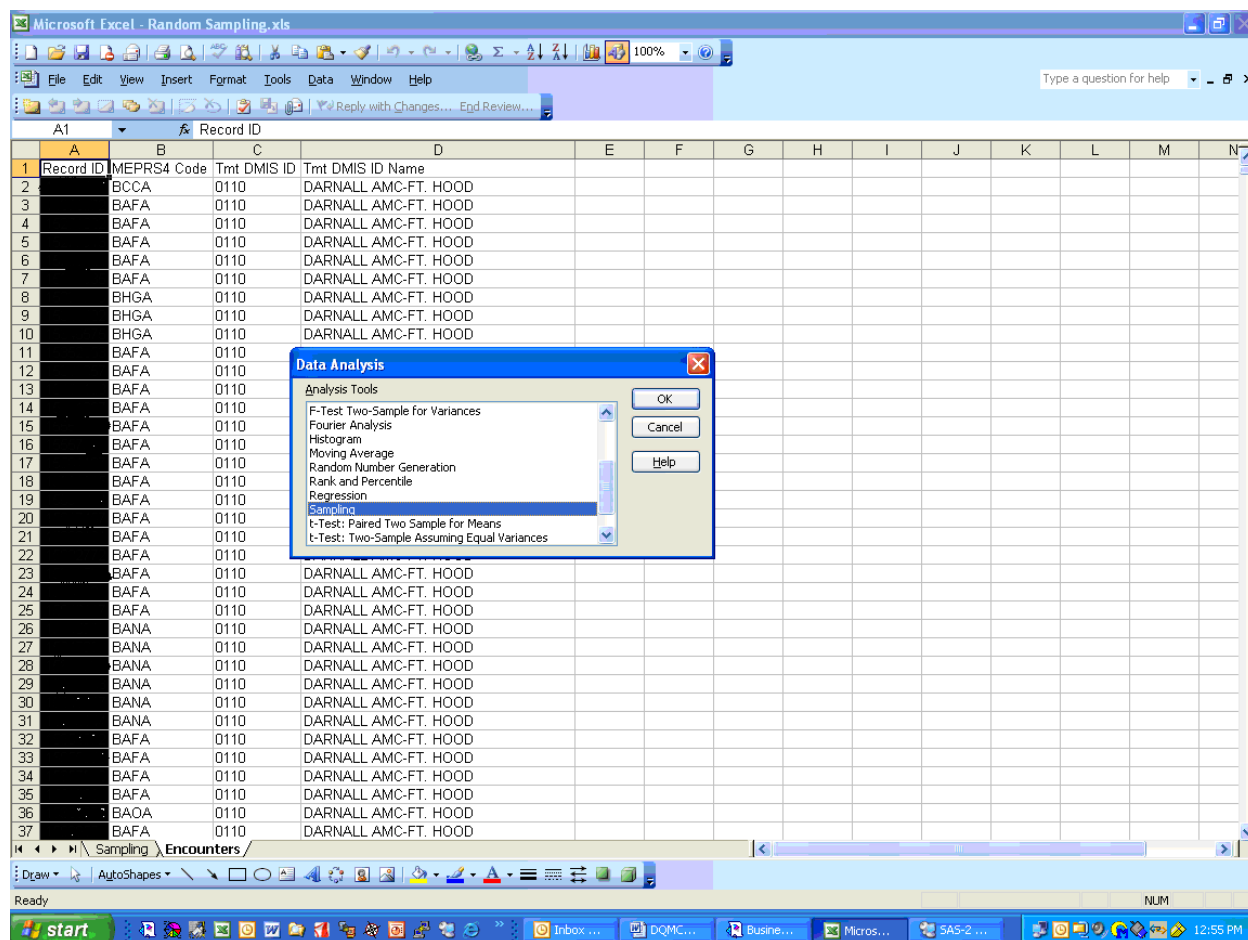 Microsoft Excel - Random Sampling.xls
100%
File Edit View Insert Format Tools Data Window Help
Type a question for help
Reply with Changes... End Review...
A1 fx Record ID
A B C D E F G H I J K L M N
1 Record ID MEPRS4 Code Tmt DMIS ID Tmt DMIS ID Name
2 BCCA 0110 DARNALL AMC-FT. HOOD
3 BAFA 0110 DARNALL AMC-FT. HOOD
4 BAFA 0110 DARNALL AMC-FT. HOOD
5 BAFA 0110 DARNALL AMC-FT. HOOD
6 BAFA 0110 DARNALL AMC-FT. HOOD
7 BAFA 0110 DARNALL AMC-FT. HOOD
8 BHGA 0110 DARNALL AMC-FT. HOOD
9 BHGA 0110 DARNALL AMC-FT. HOOD
10 BHGA 0110 DARNALL AMC-FT. HOOD
11 BAFA 0110
12 BAFA 0110
13 BAFA 0110
14 BAFA 0110
15 BAFA 0110
16 BAFA 0110
17 BAFA 0110
18 BAFA 0110
19 BAFA 0110
20 BAFA 0110
21 BAFA 0110
22 BAFA 0110
23 BAFA 0110 DARNALL AMC-FT. HOOD
24 BAFA 0110 DARNALL AMC-FT. HOOD
25 BAFA 0110 DARNALL AMC-FT. HOOD
26 BANA 0110 DARNALL AMC-FT. HOOD
27 BANA 0110 DARNALL AMC-FT. HOOD
28 BANA 0110 DARNALL AMC-FT. HOOD
29 BANA 0110 DARNALL AMC-FT. HOOD
30 BANA 0110 DARNALL AMC-FT. HOOD
31 BANA 0110 DARNALL AMC-FT. HOOD
32 BAFA 0110 DARNALL AMC-FT. HOOD
33 BAFA 0110 DARNALL AMC-FT. HOOD
34 BAFA 0110 DARNALL AMC-FT. HOOD
35 BAFA 0110 DARNALL AMC-FT. HOOD
36 BAOA 0110 DARNALL AMC-FT. HOOD
37 BAFA 0110 DARNALL AMC-FT. HOOD
Data Analysis
Analysis Tools
F-Test Two-Sample for Variances
Fourier Analysis
Histogram
Moving Average
Random Number Generation
Rank and Percentile
Regression
Sampling
t-Test: Paired Two Sample for Means
t-Test: Two-Sample Assuming Equal Variances
OK
Cancel
Help
Sampling Encounters
Draw AutoShapes
Ready NUM
start Inbox ... DQMC... Busine... Micros... SAS-2 ... 12:55 PM